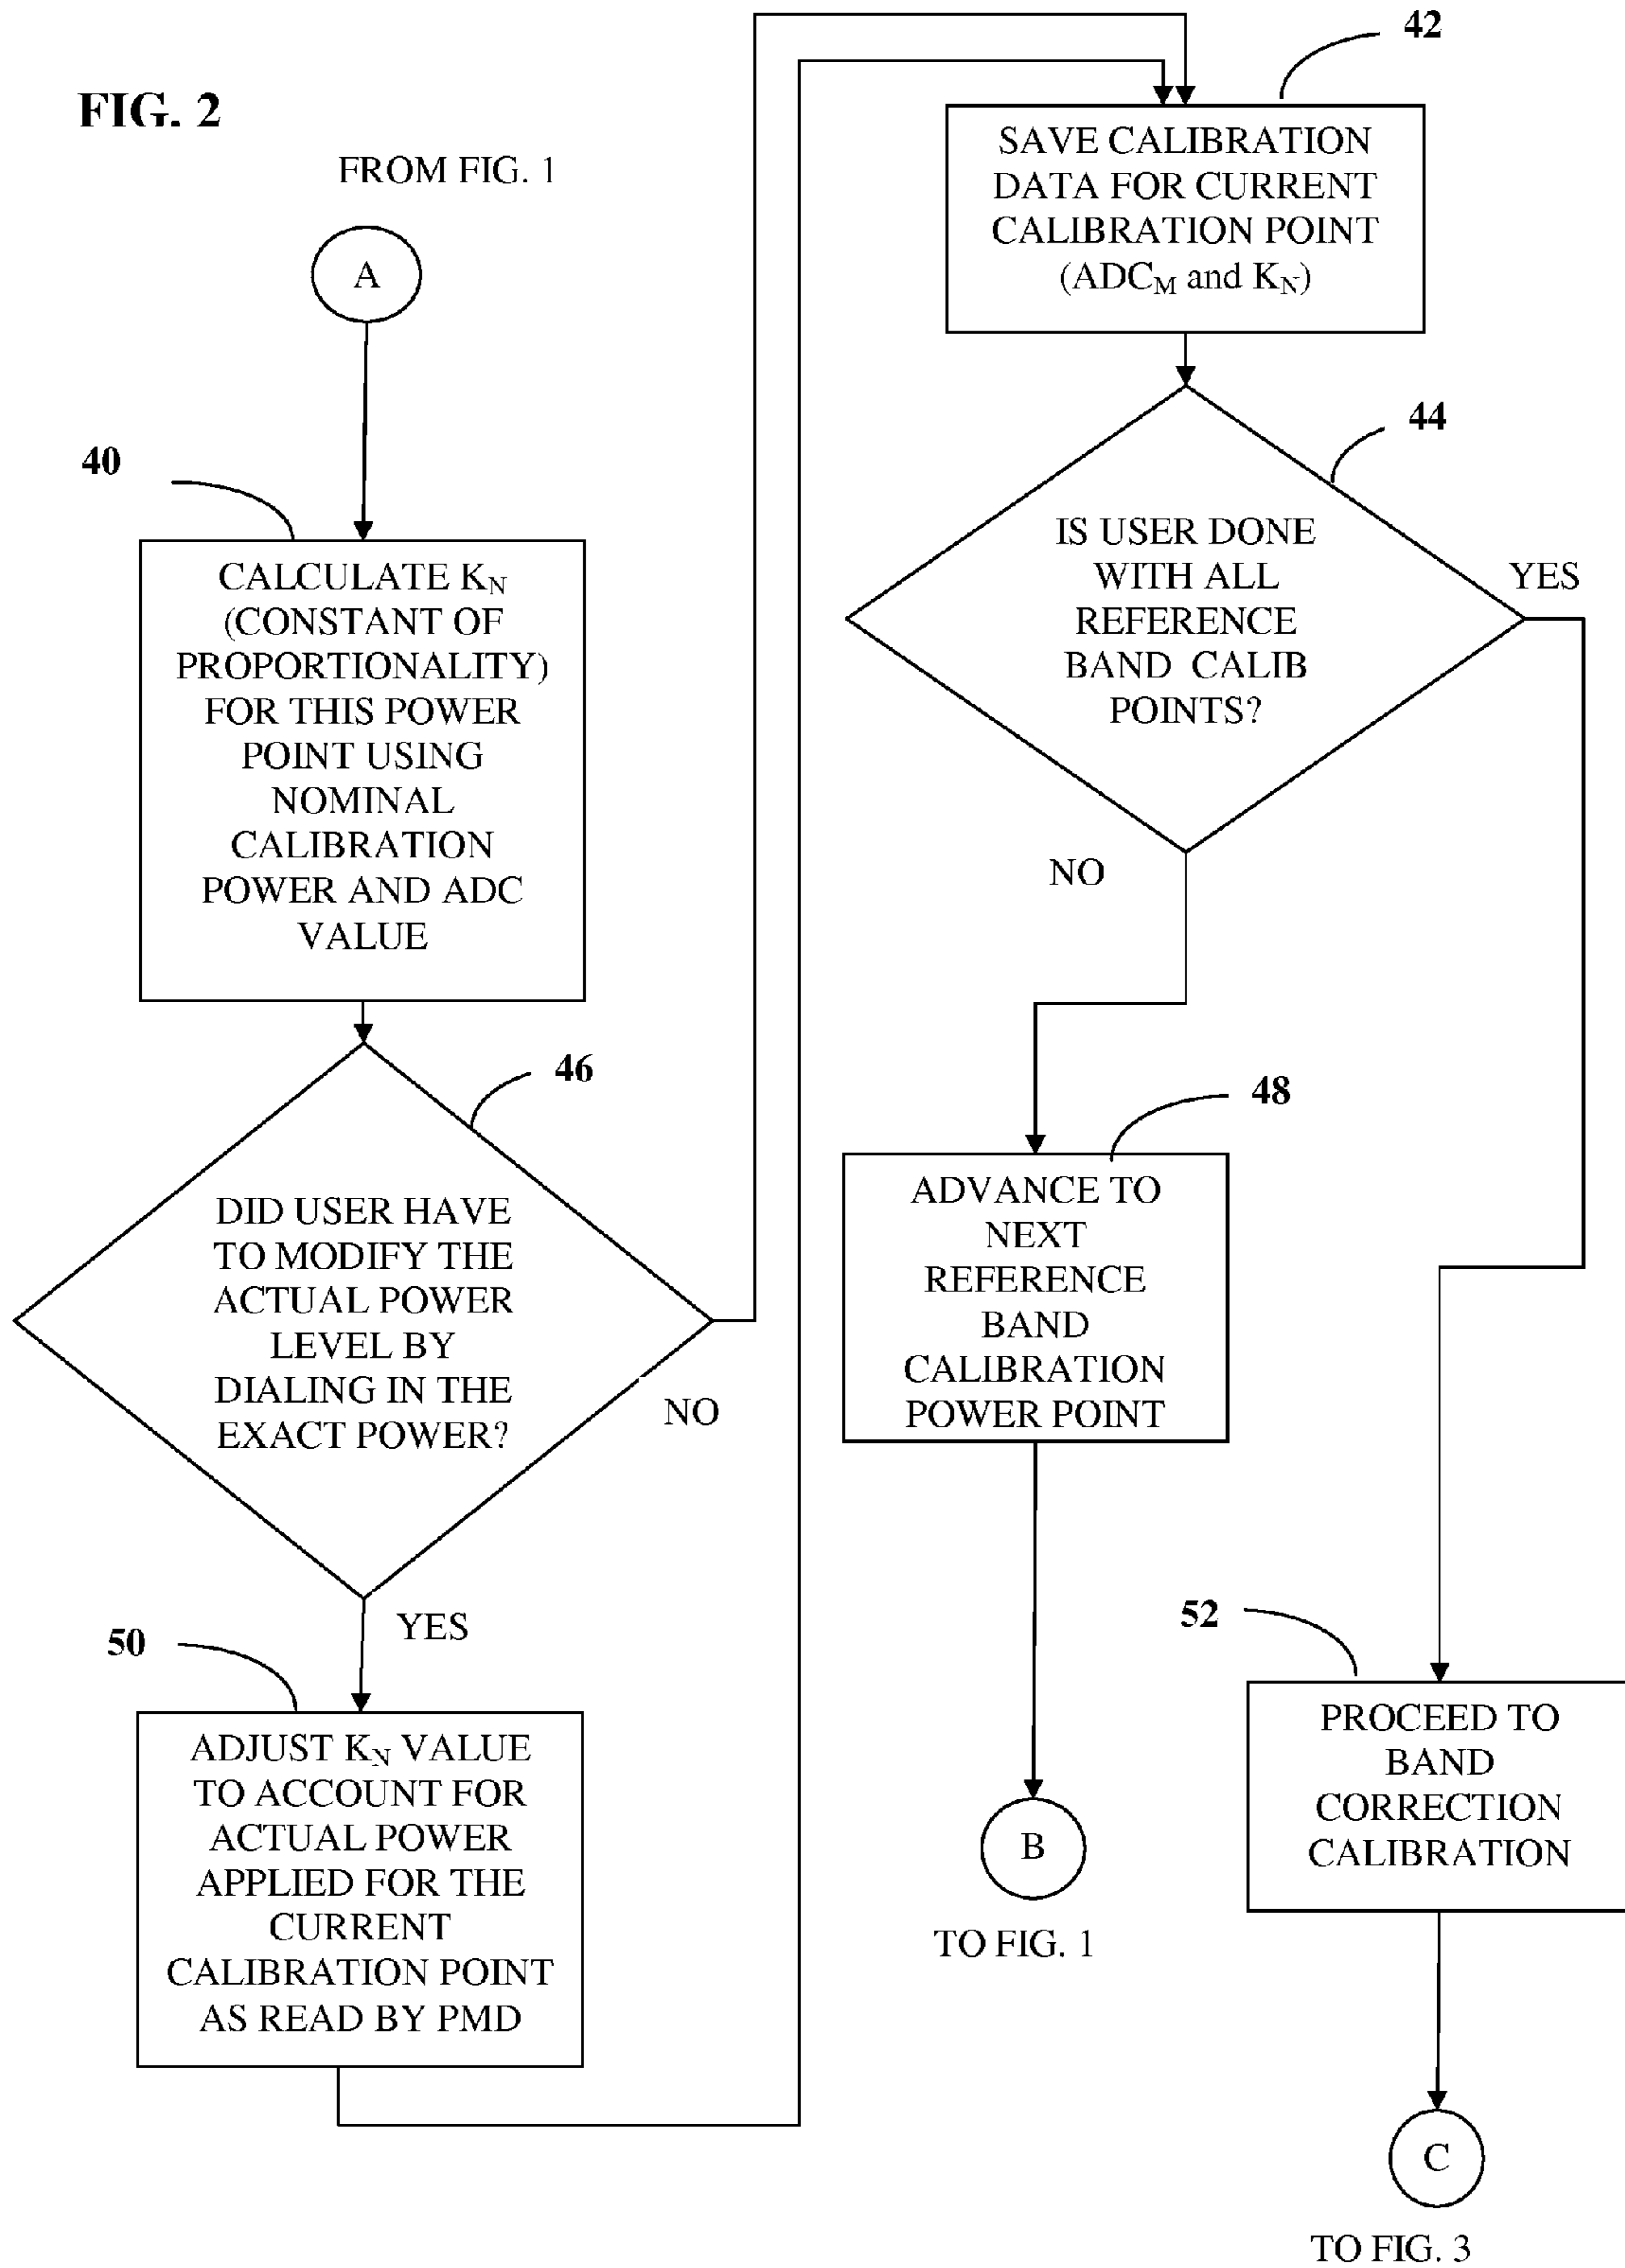 FIG. 2
FROM FIG. 1
A
40
CALCULATE KN
(CONSTANT OF
PROPORTIONALITY)
FOR THIS POWER
POINT USING
NOMINAL
CALIBRATION
POWER AND ADC
VALUE
46
DID USER HAVE
TO MODIFY THE
ACTUAL POWER
LEVEL BY
DIALING IN THE
EXACT POWER?
NO
YES
50
ADJUST KN VALUE
TO ACCOUNT FOR
ACTUAL POWER
APPLIED FOR THE
CURRENT
CALIBRATION POINT
AS READ BY PMD
42
SAVE CALIBRATION
DATA FOR CURRENT
CALIBRATION POINT
(ADCM and KN)
44
IS USER DONE
WITH ALL
REFERENCE
BAND CALIB
POINTS?
YES
NO
48
ADVANCE TO
NEXT
REFERENCE
BAND
CALIBRATION
POWER POINT
B
TO FIG. 1
52
PROCEED TO
BAND
CORRECTION
CALIBRATION
C
TO FIG. 3